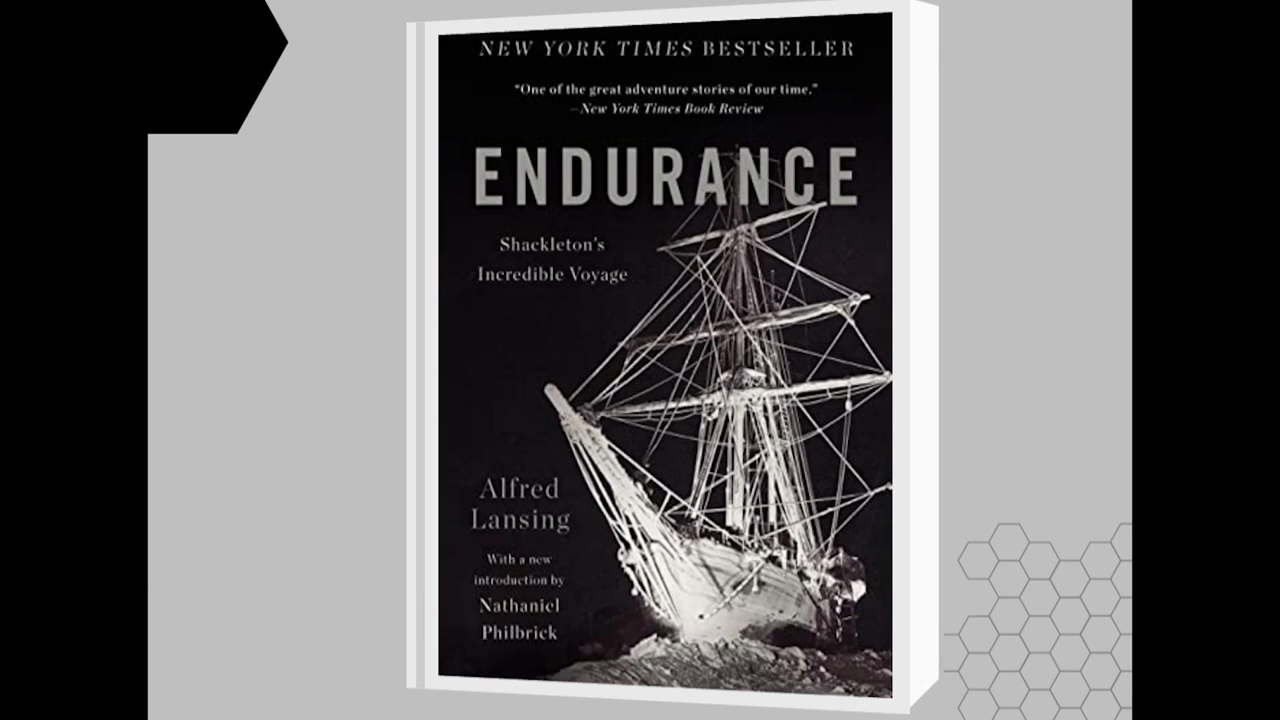 NEW YORK TIMES BESTSELLER
"One of the great adventure stories of our time."
—New York Times Book Review
ENDURANCE
Shackleton's
Incredible Voyage
Alfred
Lansing
With a new
introduction by
Nathaniel
Philbrick